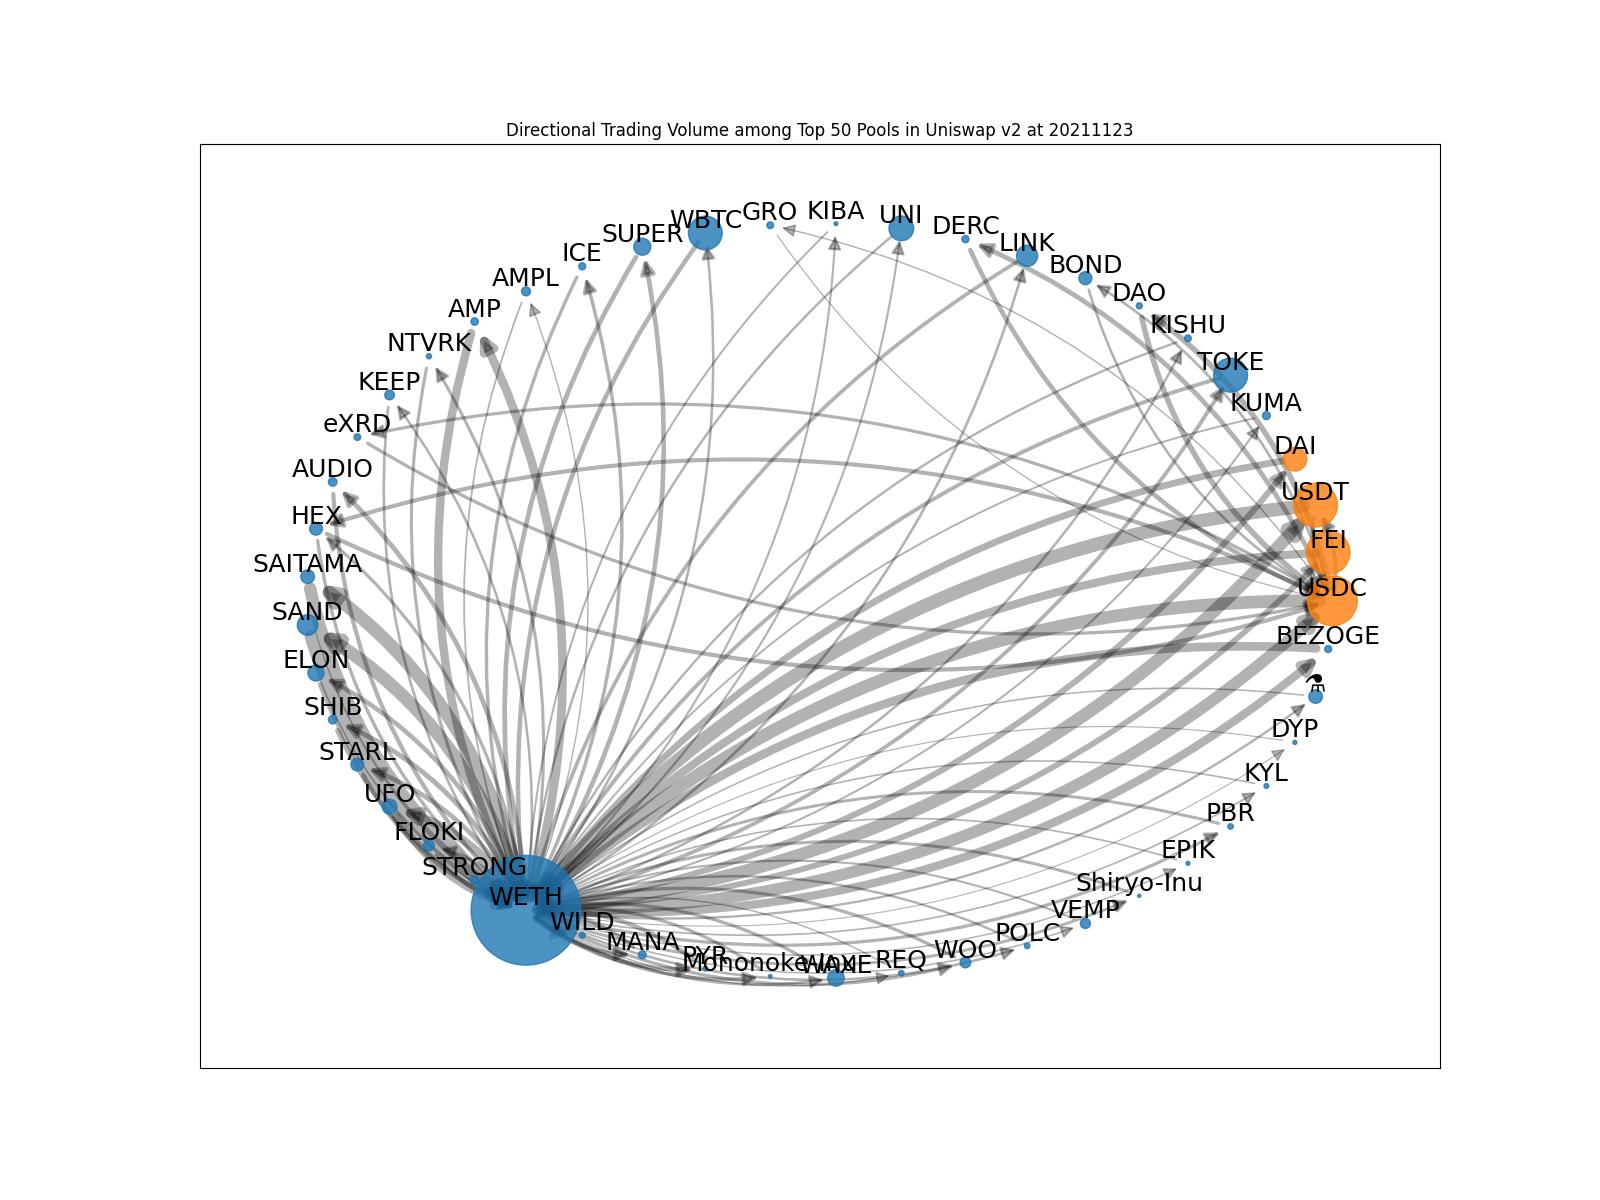 Directional Trading Volume among Top 50 Pools in Uniswap v2 at 20211123
GRO
KIBA
UNI
WBTC
DERC
SUPER
LINK
ICE
BOND
AMPL
DAO
AMP
KISHU
NTVRK
TOKE
KEEP
KUMA
eXRD
DAI
AUDIO
USDT
HEX
FEI
SAITAMA
USDC
SAND
BEZOGE
ELON
⚗
SHIB
DYP
STARL
KYL
UFO
PBR
FLOKI
EPIK
STRONG
Shiryo-Inu
WETH
VEMP
WILD
POLC
MANA
WOO
PYR
REQ
Mononoke-Inu